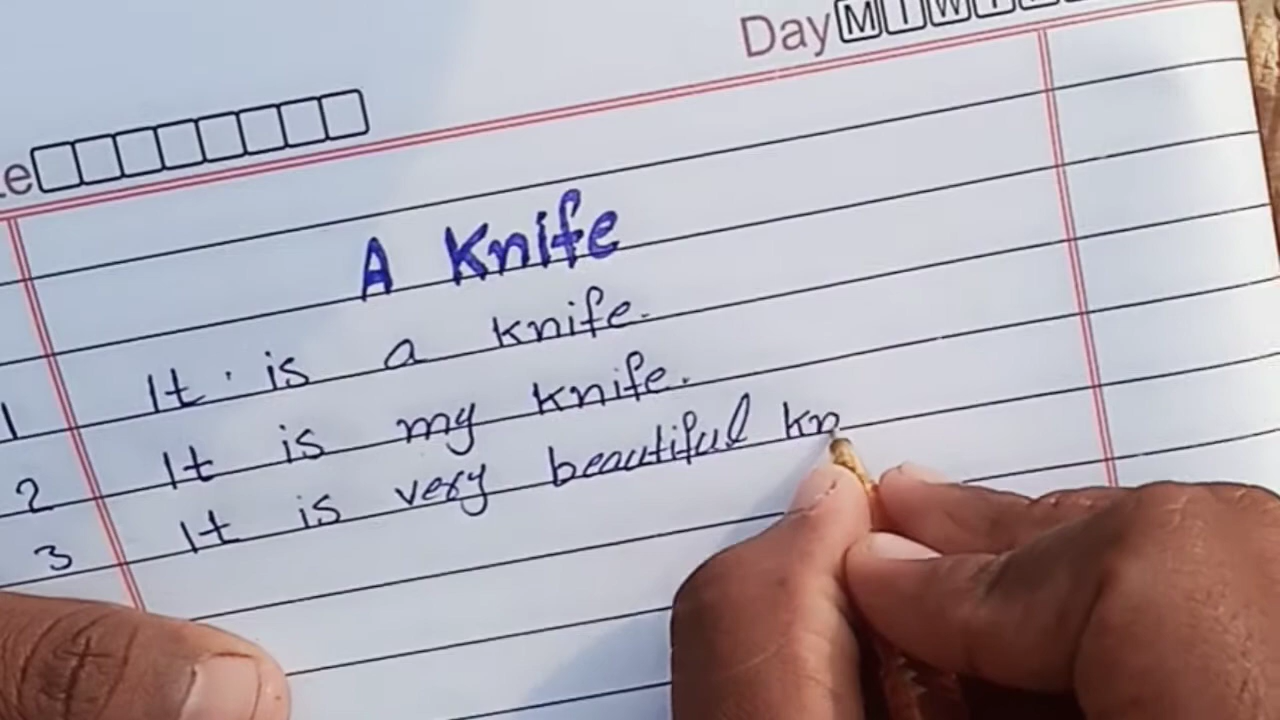 Day M T W T
A Knife
1 It is a knife.
2 It is my knife.
3 It is very beautiful kn